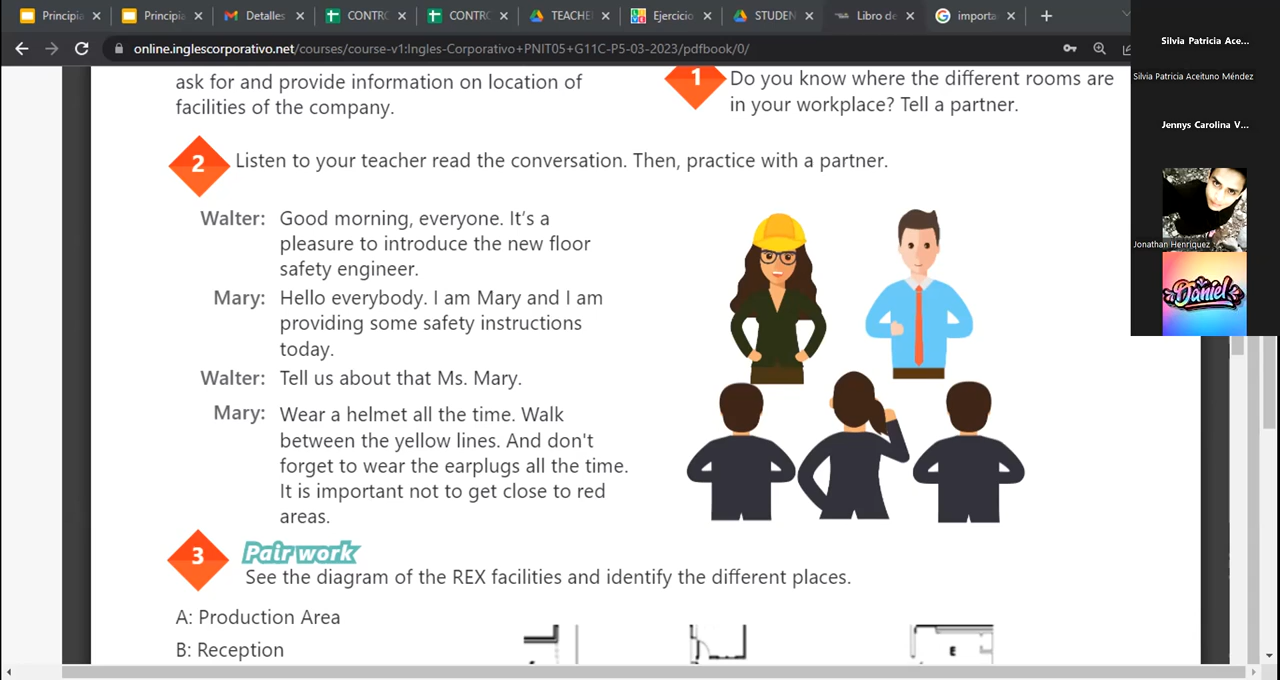 Principia
Principia
Detalles
CONTRO
CONTRO
TEACHE
Ejercicio
STUDEN
Libro de
importa
online.inglescorporativo.net/courses/course-v1:Ingles-Corporativo+PNIT05+G11C-P5-03-2023/pdfbook/0/
Silvia Patricia Ace...
Silvia Patricia Aceituno Méndez
Jennys Carolina V...
Jonathan Henriquez
Daniel
ask for and provide information on location of
facilities of the company.
1
Do you know where the different rooms are
in your workplace? Tell a partner.
2
Listen to your teacher read the conversation. Then, practice with a partner.
Walter: Good morning, everyone. It's a
pleasure to introduce the new floor
safety engineer.
Mary: Hello everybody. I am Mary and I am
providing some safety instructions
today.
Walter: Tell us about that Ms. Mary.
Mary: Wear a helmet all the time. Walk
between the yellow lines. And don't
forget to wear the earplugs all the time.
It is important not to get close to red
areas.
3
Pair work
See the diagram of the REX facilities and identify the different places.
A: Production Area
B: Reception
E